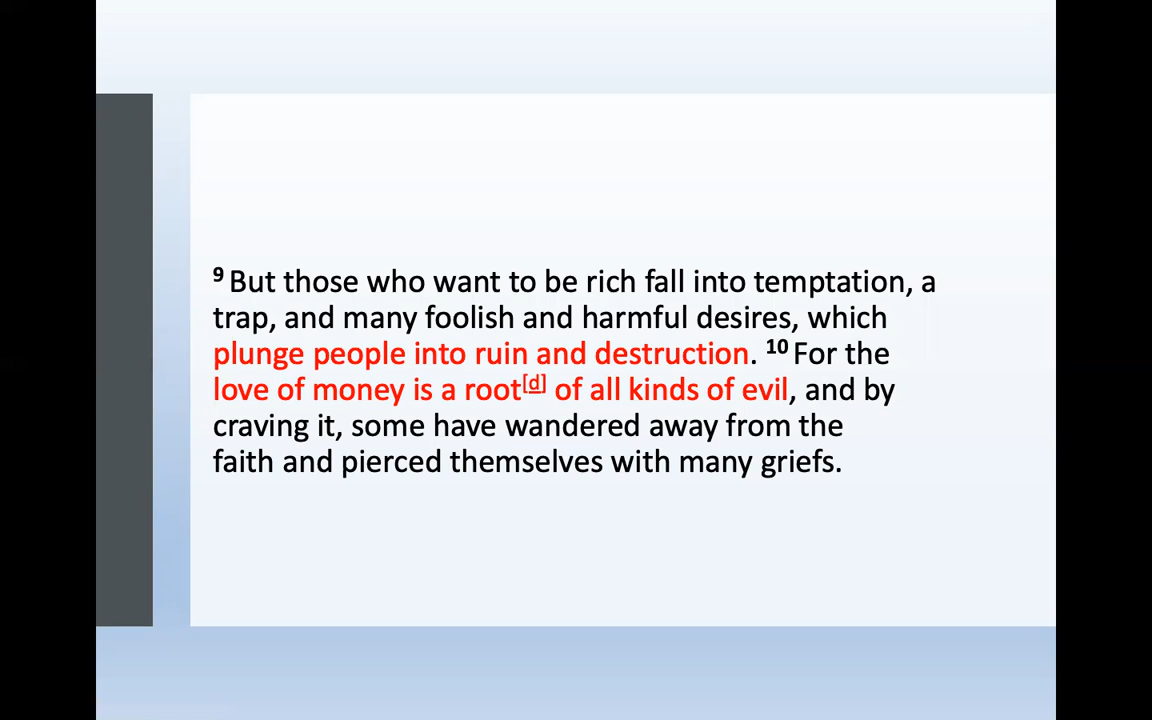 9 But those who want to be rich fall into temptation, a
trap, and many foolish and harmful desires, which
plunge people into ruin and destruction. 10 For the
love of money is a root[d] of all kinds of evil, and by
craving it, some have wandered away from the
faith and pierced themselves with many griefs.